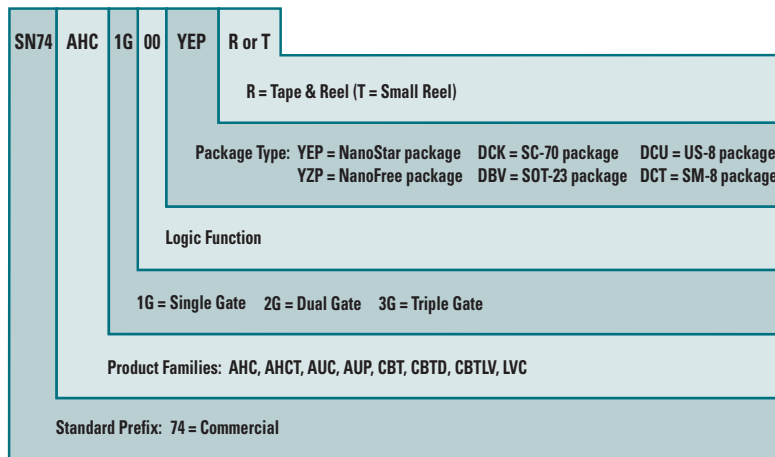 SN74 AHC 1G 00 YEP R or T
R = Tape & Reel (T = Small Reel)
Package Type: YEP = NanoStar package DCK = SC-70 package DCU = US-8 package
YZP = NanoFree package DBV = SOT-23 package DCT = SM-8 package
Logic Function
1G = Single Gate 2G = Dual Gate 3G = Triple Gate
Product Families: AHC, AHCT, AUC, AUP, CBT, CBTD, CBTLV, LVC
Standard Prefix: 74 = Commercial